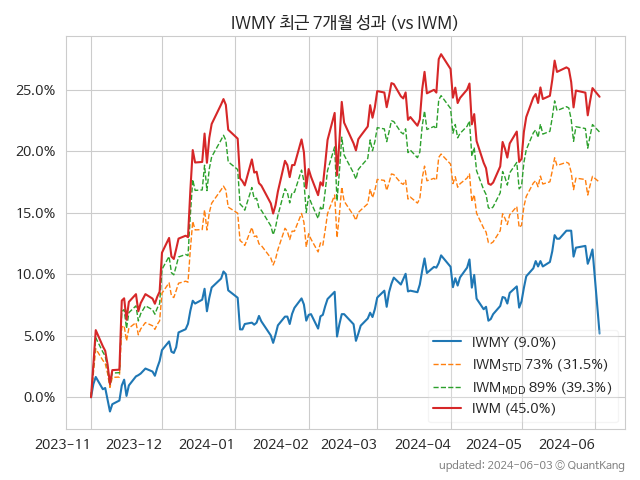 IWMY 최근 7개월 성과 (vs IWM)
25.0%
20.0%
15.0%
10.0%
5.0%
0.0%
IWMY (9.0%)
IWM_STD 73% (31.5%)
IWM_MDD 89% (39.3%)
IWM (45.0%)
2023-11 2023-12 2024-01 2024-02 2024-03 2024-04 2024-05 2024-06
updated: 2024-06-03 © QuantKang